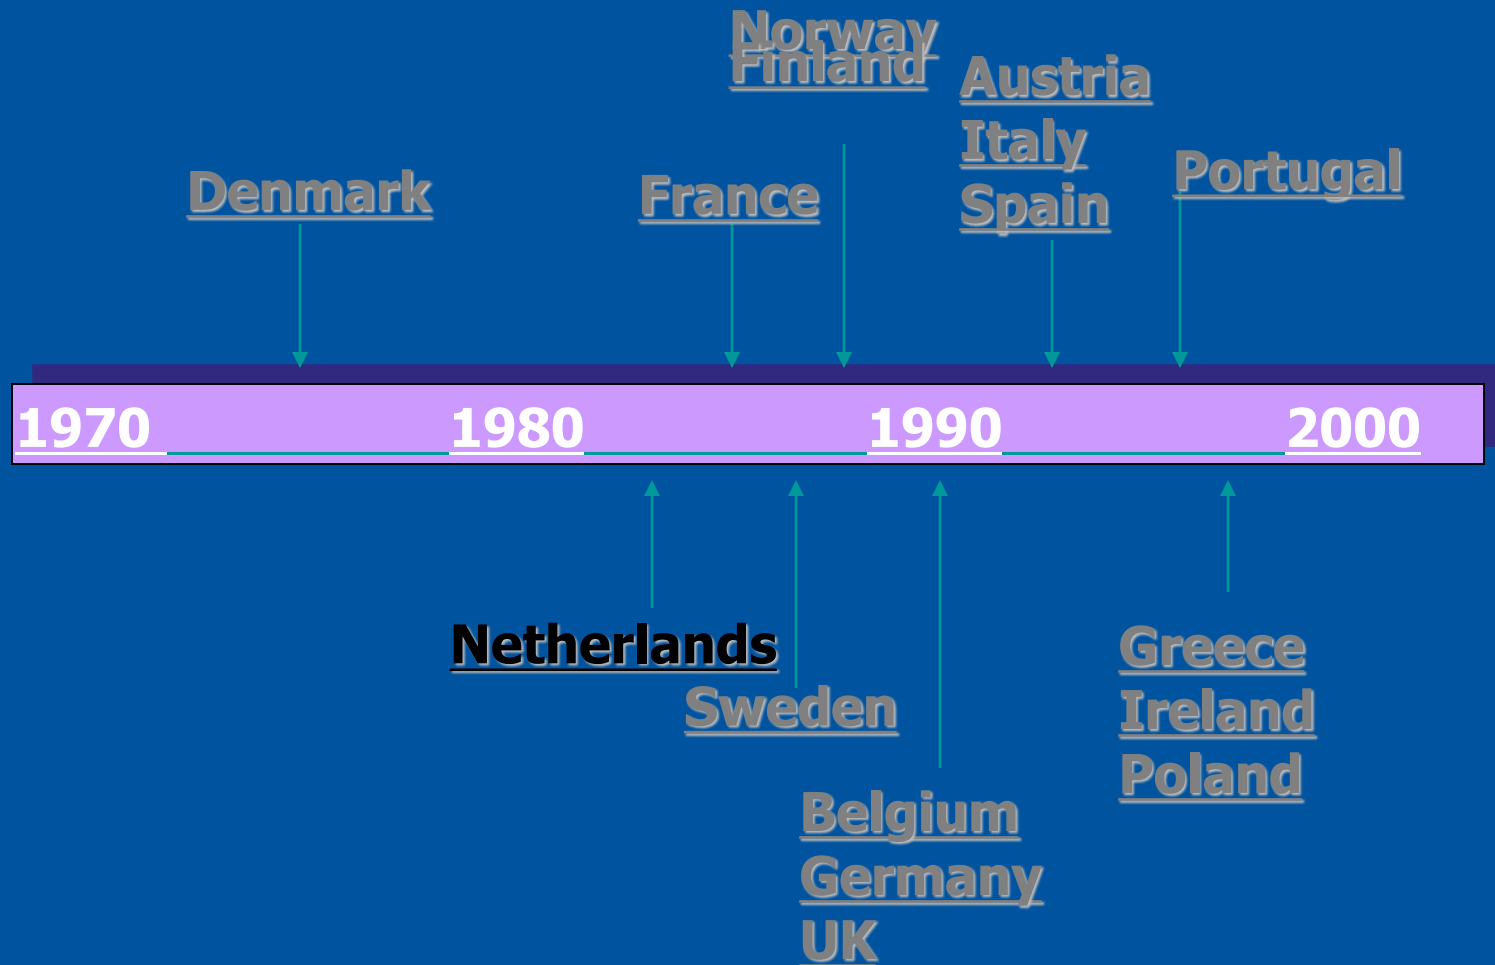 Norway
Finland
Austria
Italy
Spain
Portugal
Denmark
France
1970 1980 1990 2000
Netherlands
Sweden
Greece
Ireland
Poland
Belgium
Germany
UK